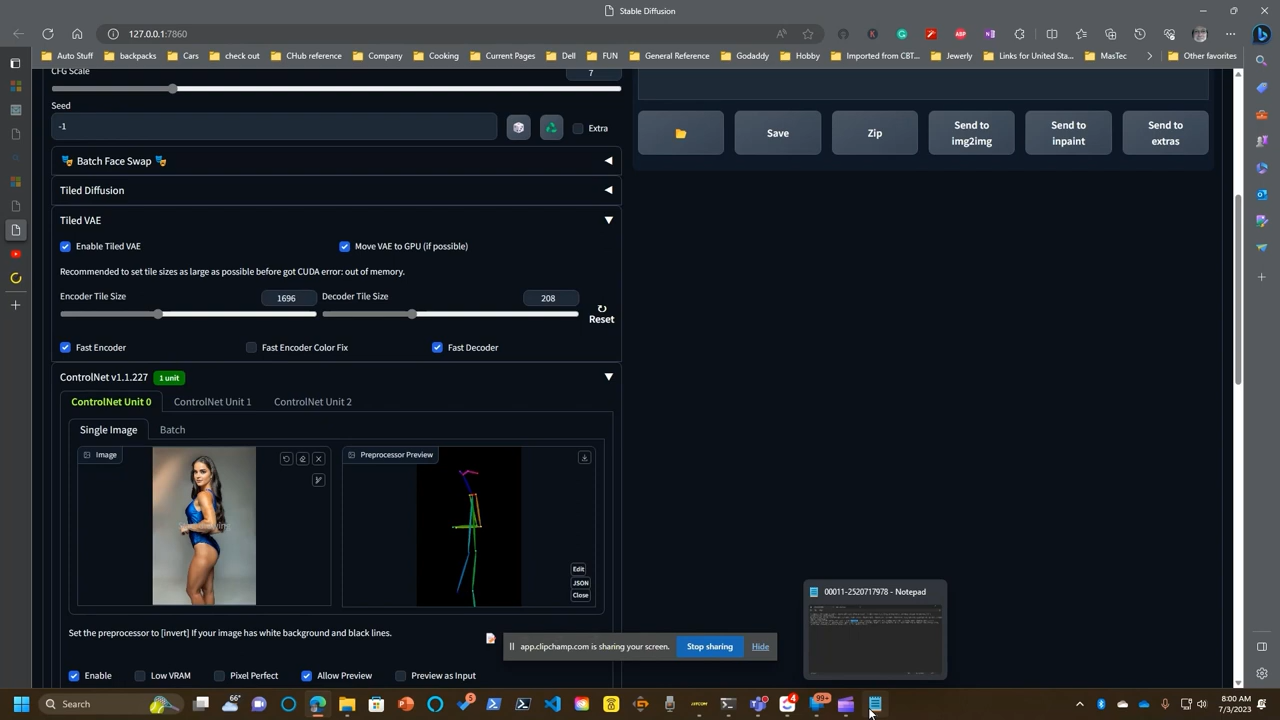 Stable Diffusion
127.0.0.1:7860
Auto Stuff
backpacks
Cars
check out
CHub reference
Company
Cooking
Current Pages
Dell
FUN
General Reference
Godaddy
Hobby
Imported from CBT...
Jewerly
Links for United Sta...
MasTec
Other favorites
CFG Scale
7
Seed
-1
Extra
Batch Face Swap
Tiled Diffusion
Tiled VAE
Enable Tiled VAE
Move VAE to GPU (if possible)
Recommended to set tile sizes as large as possible before got CUDA error: out of memory.
Encoder Tile Size
1696
Decoder Tile Size
208
Reset
Fast Encoder
Fast Encoder Color Fix
Fast Decoder
ControlNet v1.1.227
1 unit
ControlNet Unit 0
ControlNet Unit 1
ControlNet Unit 2
Single Image
Batch
Image
Preprocessor Preview
Edit
JSON
Close
Set the preprocessor to [invert] If your image has white background and black lines.
Enable
Low VRAM
Pixel Perfect
Allow Preview
Preview as Input
Save
Zip
Send to
img2img
Send to
inpaint
Send to
extras
00011-2520717978 - Notepad
app.clipchamp.com is sharing your screen.
Stop sharing
Hide
Search
66°
5
4
99+
8:00 AM
7/3/2023